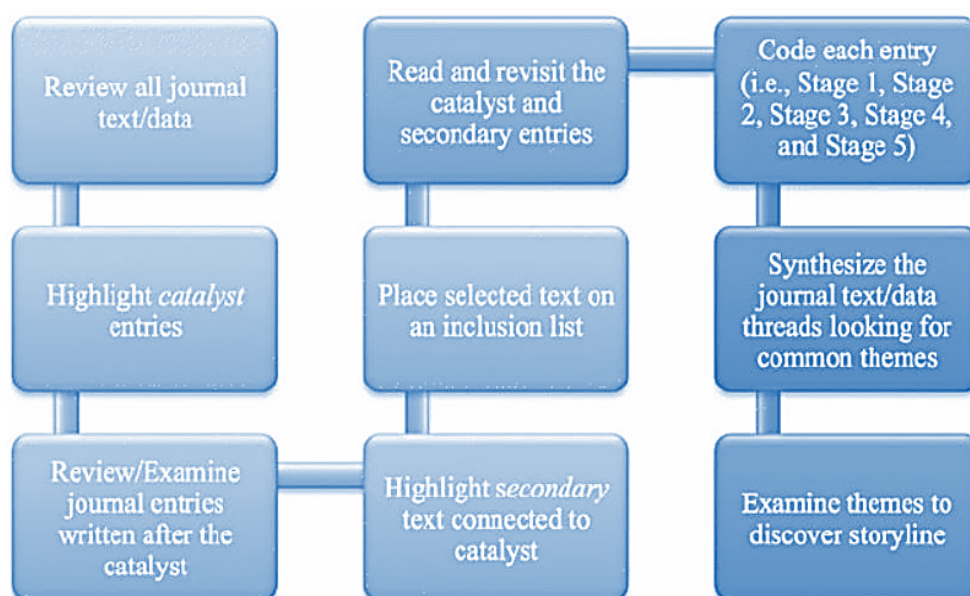 Review all journal
text/data
Highlight catalyst
entries
Review/Examine
journal entries
written after the
catalyst
Highlight secondary
text connected to
catalyst
Place selected text on
an inclusion list
Read and revisit the
catalyst and
secondary entries
Code each entry
(i.e., Stage 1, Stage
2, Stage 3, Stage 4,
and Stage 5)
Synthesize the
journal text/data
threads looking for
common themes
Examine themes to
discover storyline